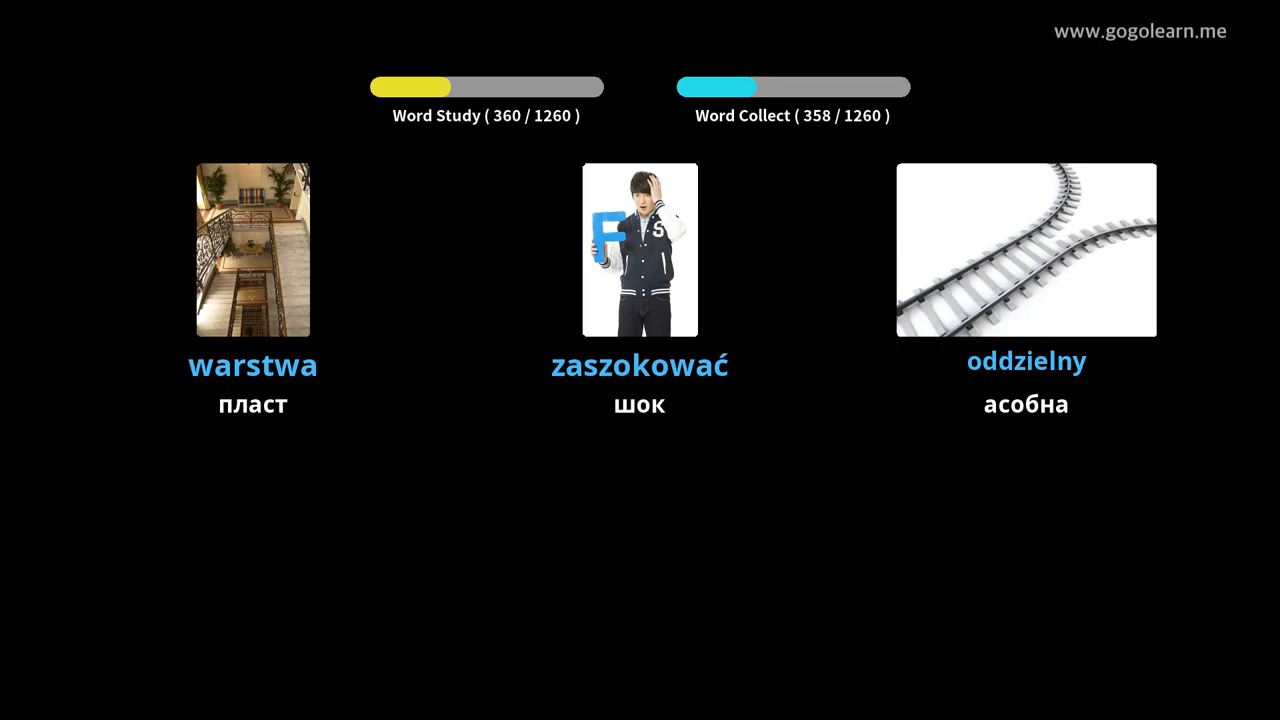 www.gogolearn.me
Word Study ( 360 / 1260 )
Word Collect ( 358 / 1260 )
F
S
warstwa
zaszokować
oddzielny
пласт
шок
асобна